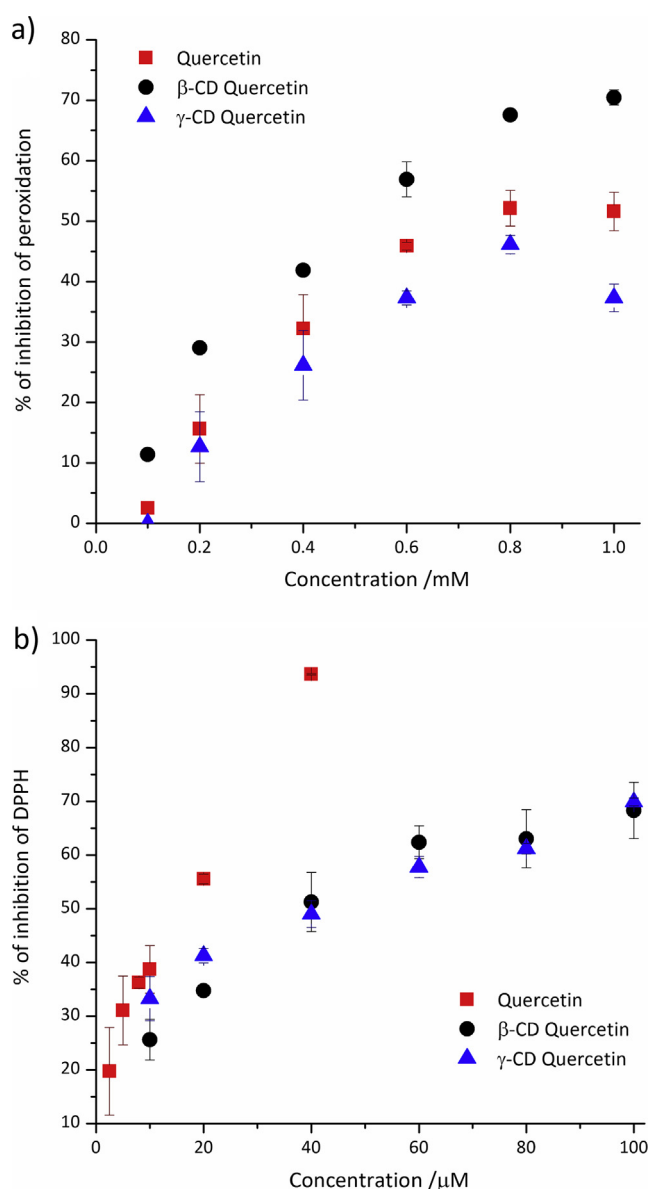 a)
80
70
60
50
40
30
20
10
0
% of inhibition of peroxidation
Quercetin
β-CD Quercetin
γ-CD Quercetin
0.0 0.2 0.4 0.6 0.8 1.0
Concentration /mM
b)
100
90
80
70
60
50
40
30
20
10
% of inhibition of DPPH
Quercetin
β-CD Quercetin
γ-CD Quercetin
0 20 40 60 80 100
Concentration /μM